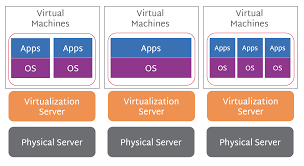 Virtual
Machines
Apps
Apps
OS
OS
Virtualization
Server
Physical Server
Virtual
Machines
Apps
OS
Virtualization
Server
Physical Server
Virtual
Machines
Apps
Apps
Apps
OS
OS
OS
Virtualization
Server
Physical Server